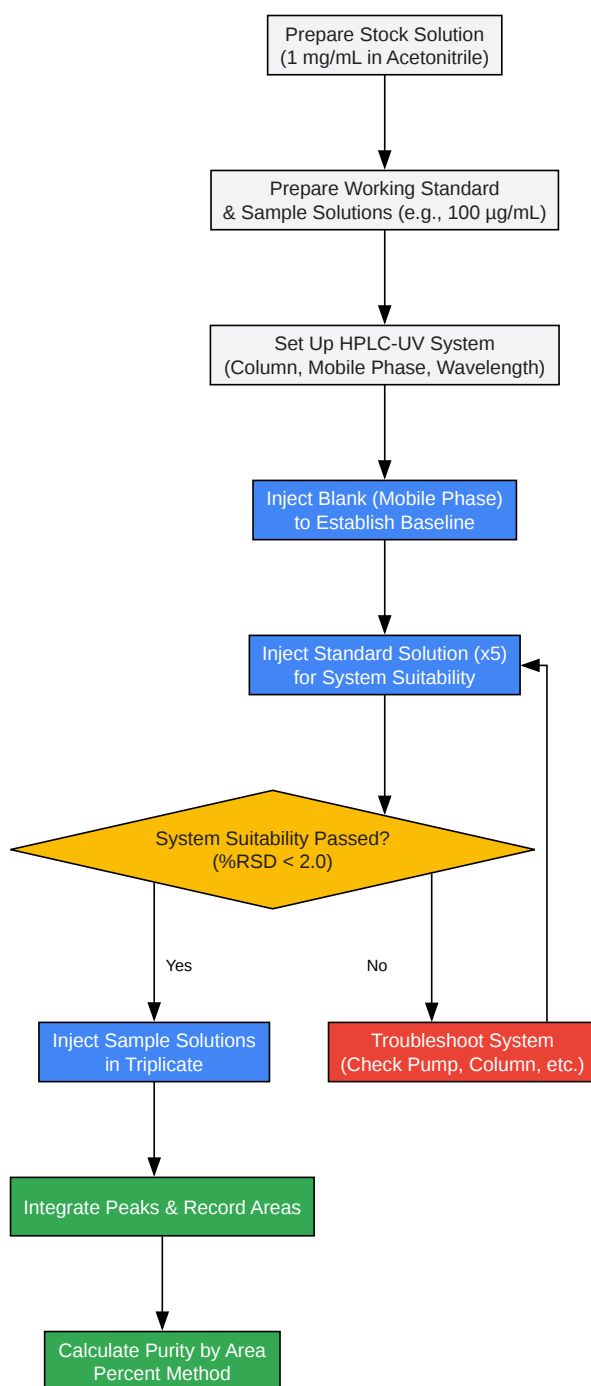 Prepare Stock Solution
(1 mg/mL in Acetonitrile)
Prepare Working Standard
& Sample Solutions (e.g., 100 µg/mL)
Set Up HPLC-UV System
(Column, Mobile Phase, Wavelength)
Inject Blank (Mobile Phase)
to Establish Baseline
Inject Standard Solution (x5)
for System Suitability
System Suitability Passed?
(%RSD < 2.0)
Yes
No
Inject Sample Solutions
in Triplicate
Troubleshoot System
(Check Pump, Column, etc.)
Integrate Peaks & Record Areas
Calculate Purity by Area
Percent Method